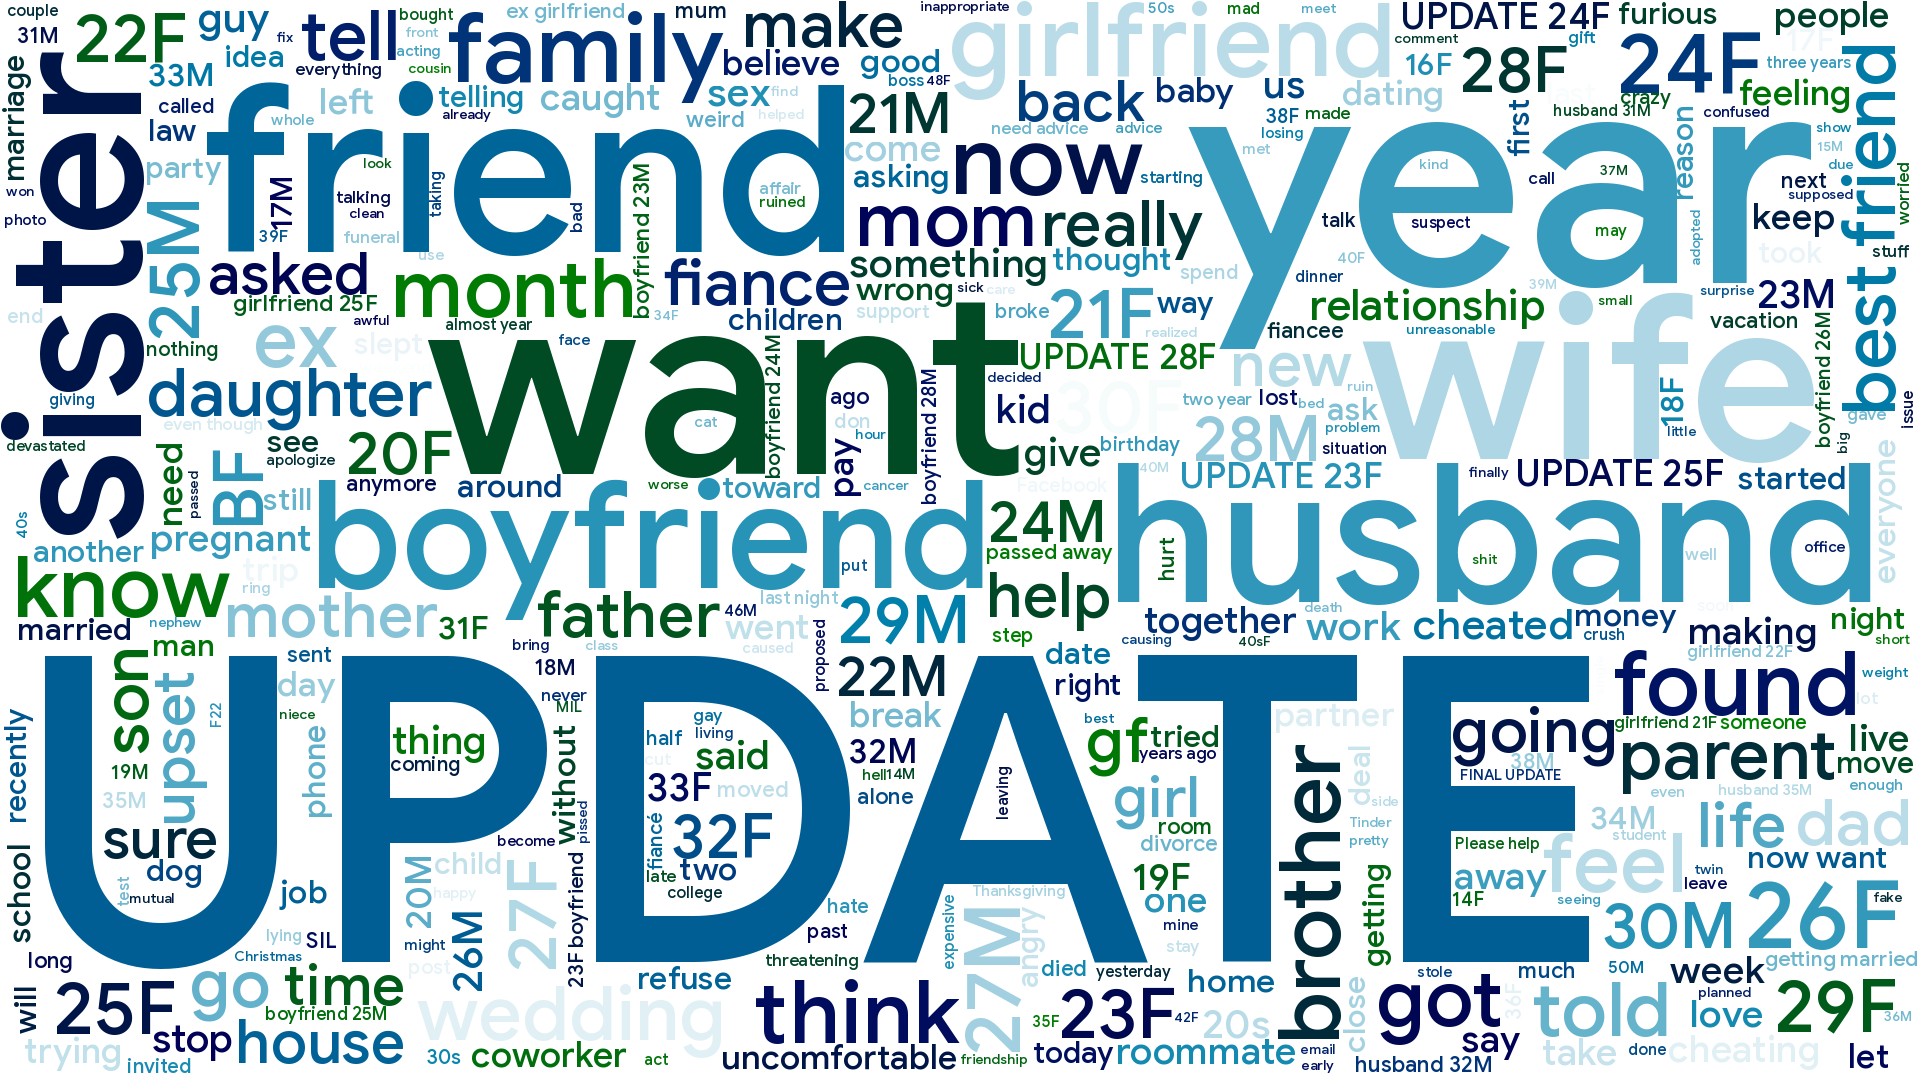 couple
31M
22F
guy
idea
fix
tell
bought
front
acting
cousin
everything
ex girlfriend
family
mum
make
believe
inappropriate
good
boss
48F
girlfriend
50s
mad
meet
UPDATE 24F
comment
gift
furious
people
17F
three years
16F
28F
24F
crazy
feeling
marriage
33M
called
law
party
left
whole
telling
already
caught
sex
find
helped
weird
21M
come
asking
back
need advice
advice
baby
us
38F
made
losing
met
dating
husband 31M
first
last
reason
confused
show
15M
due
worried
best friend
sister
won
photo
friend
17M
39F
look
talking
clean
funeral
use
taking
bad
boyfriend 23M
affair
ruined
now
starting
mom
really
year
kind
suspect
37M
may
call
talk
next
supposed
keep
took
stuff
adopted
25M
asked
girlfriend 25F
month
awful
almost year
34F
fiance
children
something
wrong
sick
care
support
thought
spend
broke
21F
way
realized
dinner
40F
39M
relationship
small
unreasonable
fiancee
surprise
23M
vacation
end
nothing
ex
slept
face
want
UPDATE 28F
decided
30F
new
ruin
wife
boyfriend 26M
giving
daughter
even though
devastated
see
apologize
20F
anymore
boyfriend 24M
cat
ago
don
hour
pay
cancer
boyfriend 28M
kid
give
birthday
two year
lost
bed
ask
problem
28M
situation
18F
little
big
gave
issue
40M
Facebook
UPDATE 23F
finally
UPDATE 25F
started
everyone
40s
need
passed
BF
still
around
worse
toward
another
pregnant
trip
ring
boyfriend
put
24M
passed away
hurt
husband
shit
well
office
know
married
nephew
mother
31F
father
46M
last night
went
caused
proposed
29M
help
step
together
death
causing
40sF
work
cheated
money
crush
soon
making
girlfriend 22F
night
short
man
son
upset
sent
day
F22
niece
bring
class
18M
never
MIL
22M
break
date
right
best
found
weight
lot
recently
19M
35M
phone
UPDATE
thing
coming
without
pissed
half
gay
living
said
cut
33F
moved
32M
hell
14M
alone
leaving
gf
tried
years ago
girl
room
divorce
partner
deal
side
Tinder
pretty
going
38M
FINAL UPDATE
girlfriend 21F
someone
parent
live
move
enough
even
husband 35M
34M
student
life
dad
sure
dog
school
test
mutual
job
become
child
happy
20M
26M
might
post
27F
23F boyfriend
fiancé
late
32F
two
college
hate
past
Thanksgiving
expensive
27M
angry
19F
one
mine
stay
brother
getting
Please help
away
14F
feel
seeing
now want
twin
leave
30M
26F
fake
lying
SIL
Christmas
long
will
25F
go
time
boyfriend 25M
refuse
threatening
died
yesterday
home
close
stole
much
50M
week
planned
getting married
trying
stop
invited
house
30s
wedding
coworker
act
think
uncomfortable
friendship
35F
23F
42F
today
20s
roommate
email
early
husband 32M
got
36F
say
told
take
done
love
cheating
29F
36M
let